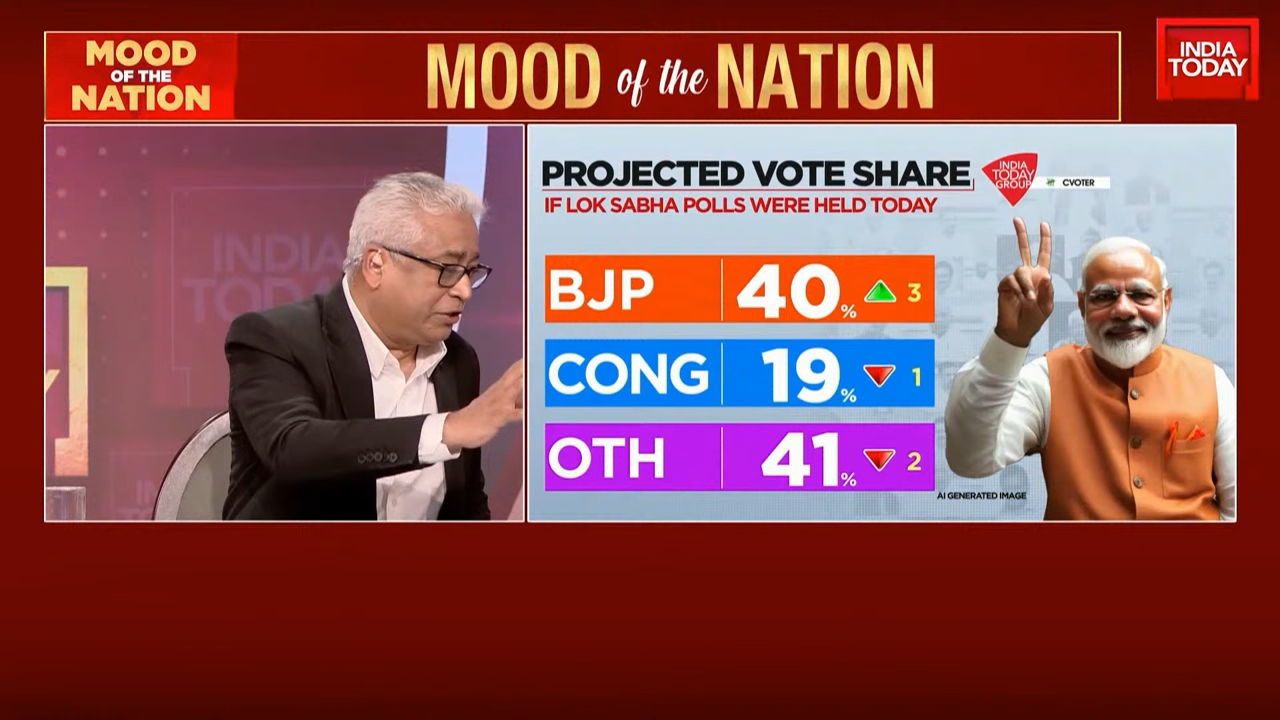 MOOD
OF THE
NATION
MOOD of the NATION
INDIA
TODAY
INDIA
TODAY
PROJECTED VOTE SHARE
IF LOK SABHA POLLS WERE HELD TODAY
INDIA
TODAY
GROUP
CVOTER
BJP 40% 3
CONG 19% 1
OTH 41% 2
AI GENERATED IMAGE